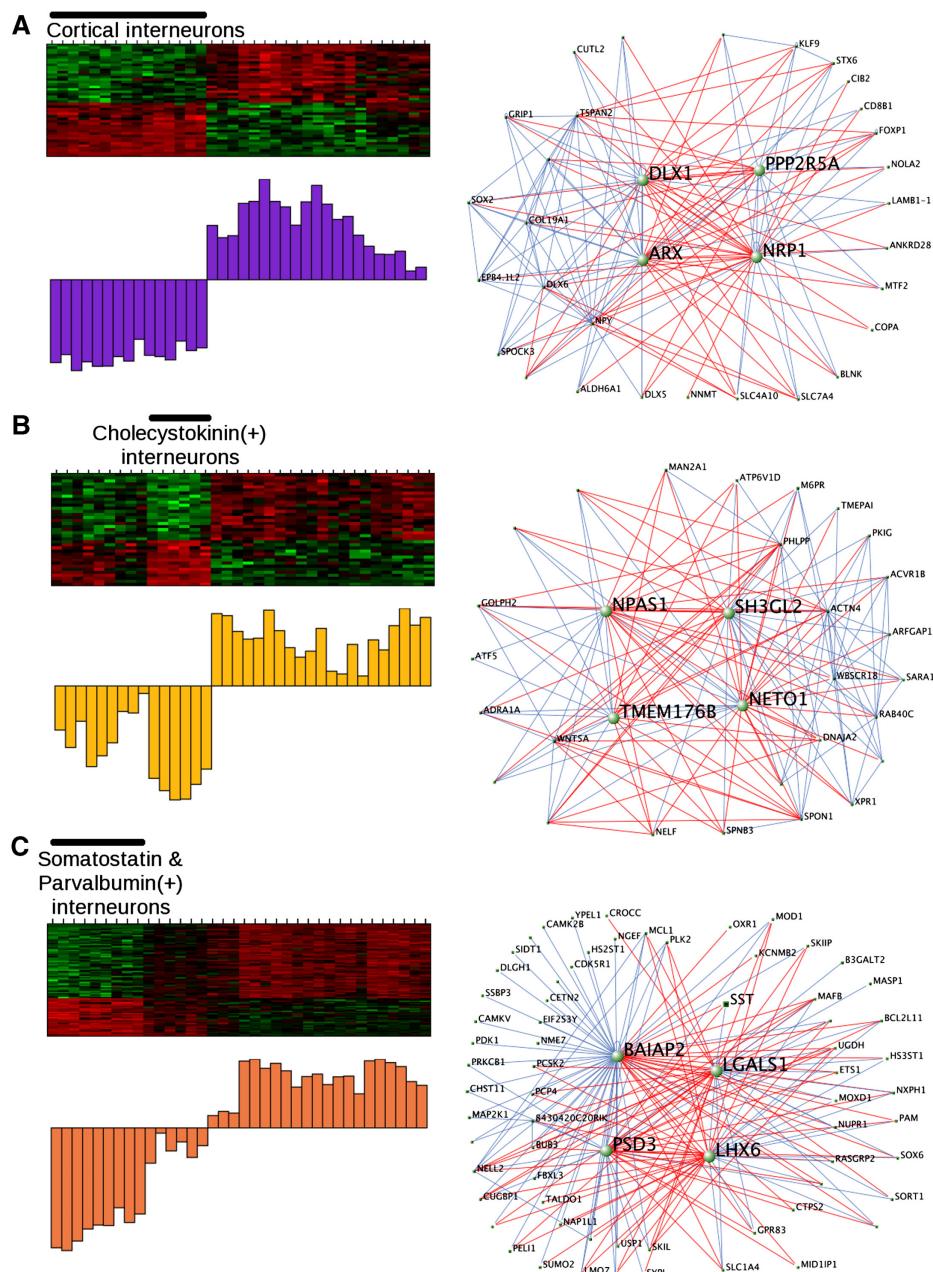 A
Cortical interneurons
CUTL2
KLF9
STX6
CIB2
CD8B1
GRIP1
TSPAN2
FOXP1
DLX1
PPP2R5A
NOLA2
SOX2
LAMB1-1
COL19A1
ARX
NRP1
ANKRD28
EPB4.1L2
DLX6
MTF2
NPY
COPA
SPOCK3
BLNK
ALDH6A1
DLX5
NNMT
SLC4A10
SLC7A4
B
Cholecystokinin(+)
interneurons
MAN2A1
ATP6V1D
M6PR
TMEPAI
PKIG
PHLPP
ACVR1B
GOLPH2
NPAS1
SH3GL2
ACTN4
ARFGAP1
ATF5
WBSCR18
SARA1
ADRA1A
TMEM176B
NETO1
RAB40C
WNT5A
DNAJA2
XPR1
SPON1
NELF
SPNB3
C
Somatostatin &
Parvalbumin(+)
interneurons
YPEL1
CROCC
CAMK2B
OXR1
MOD1
NGEF
MCL1
PLK2
SIDT1
HS2ST1
KCNMB2
SKIIP
DLGH1
CDK5R1
B3GALT2
SSBP3
CETN2
SST
MAFB
MASP1
CAMKV
EIF2S3Y
BCL2L11
PDK1
NME7
BAIAP2
UGDH
PRKCB1
PCSK2
LGALS1
ETS1
HS3ST1
CHST11
PCP4
MOXD1
NXPH1
MAP2K1
8430420C20RIK
NUPR1
PAM
BUB3
PSD3
LHX6
NELL2
FBXL3
RASGRP2
SOX6
CUGBP1
TALDO1
CTPS2
SORT1
NAP1L1
GPR83
PELI1
USP1
SKIL
SUMO2
LMO7
SLC1A4
MID1IP1